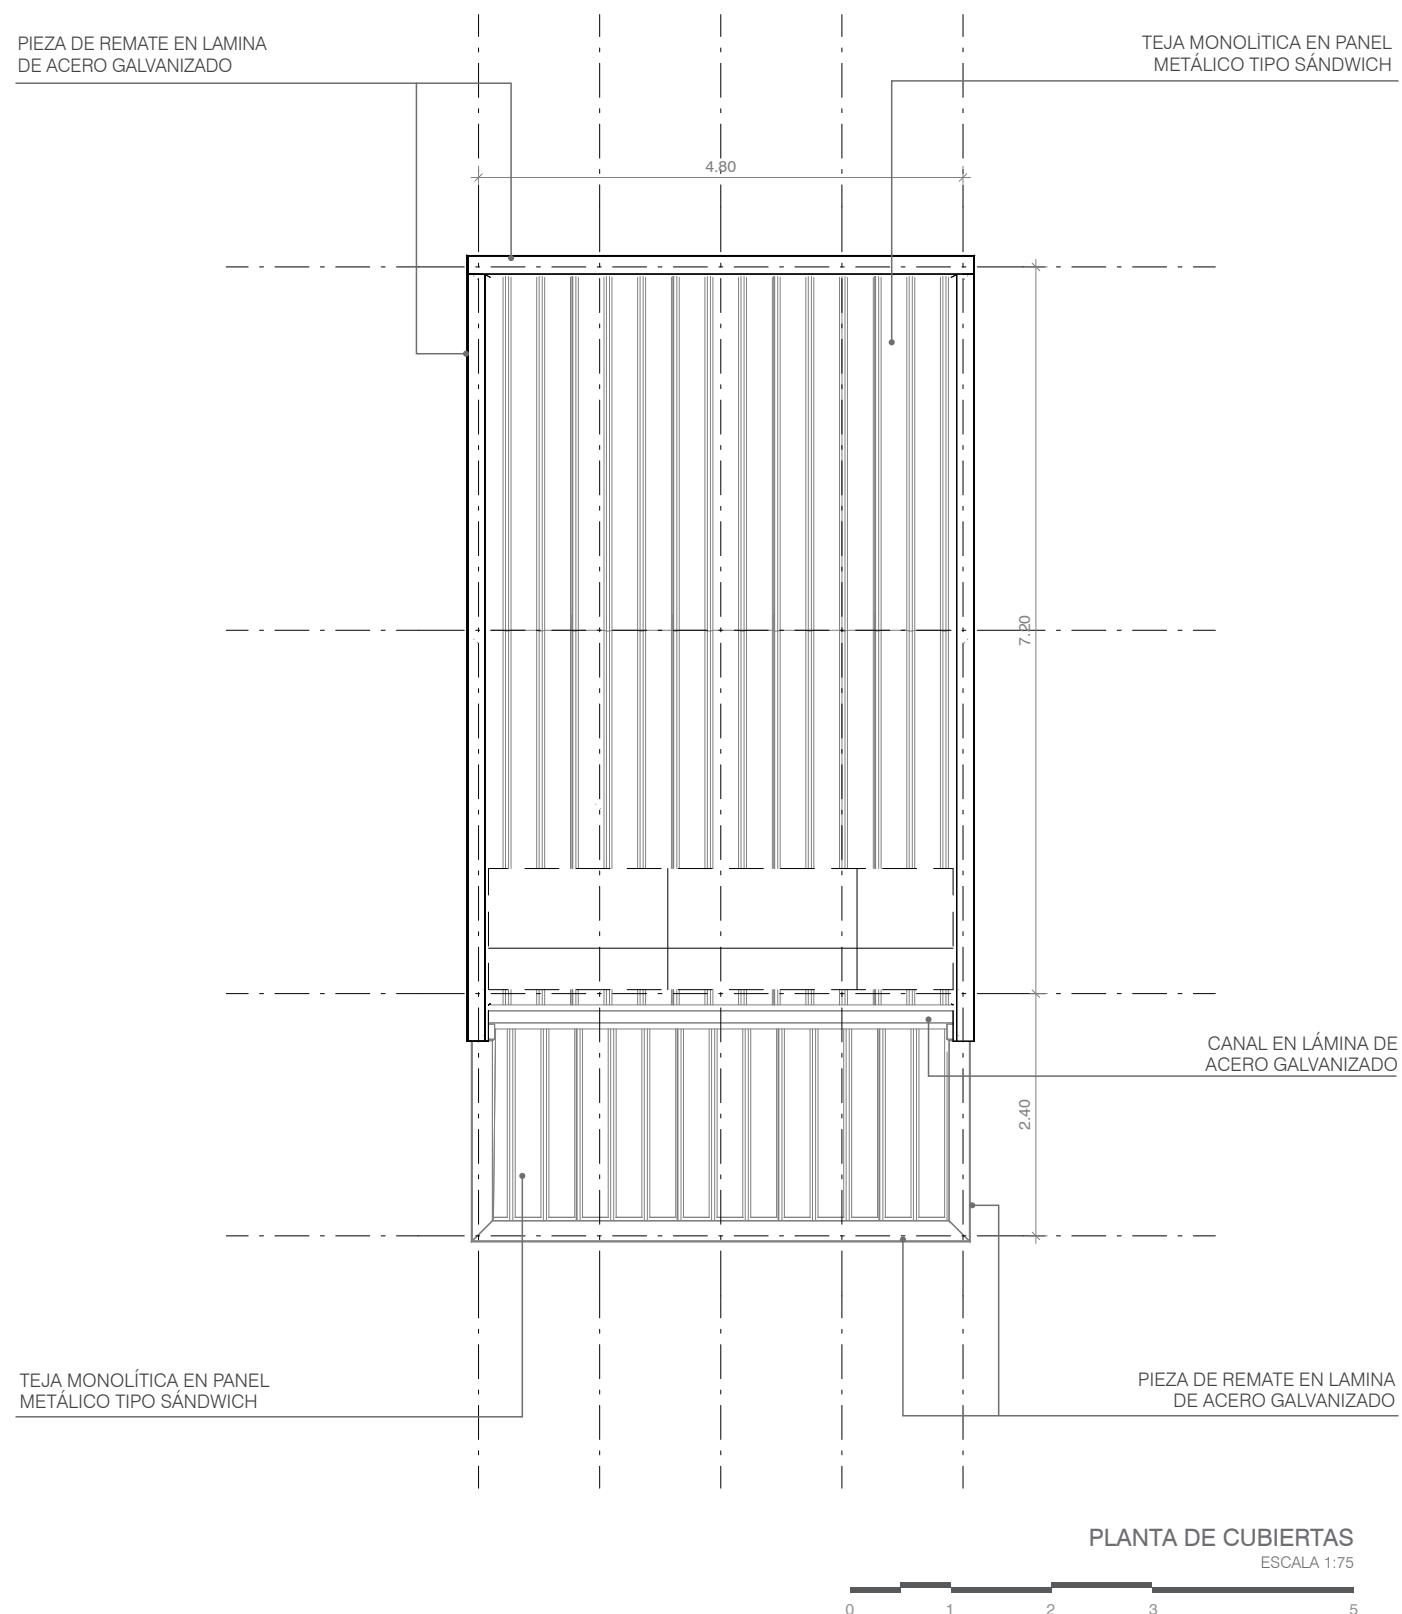 PIEZA DE REMATE EN LAMINA
DE ACERO GALVANIZADO
TEJA MONOLÍTICA EN PANEL
METÁLICO TIPO SÁNDWICH
4.80
7.20
CANAL EN LÁMINA DE
ACERO GALVANIZADO
2.40
TEJA MONOLÍTICA EN PANEL
METÁLICO TIPO SÁNDWICH
PIEZA DE REMATE EN LAMINA
DE ACERO GALVANIZADO
PLANTA DE CUBIERTAS
ESCALA 1:75
0 1 2 3 5